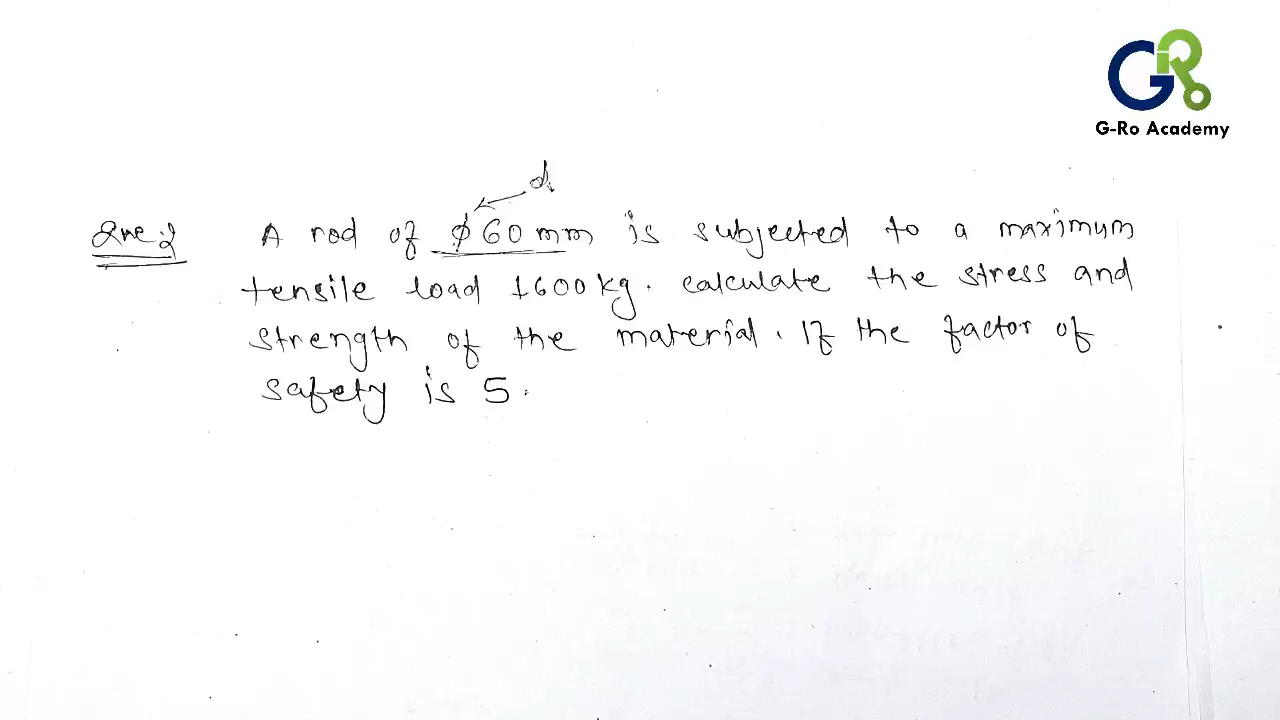 GR
G-Ro Academy
d
Que:
A rod of ϕ60 mm is subjected to a maximum
tensile load 1600 kg. calculate the stress and
strength of the material. If the factor of
safety is 5.